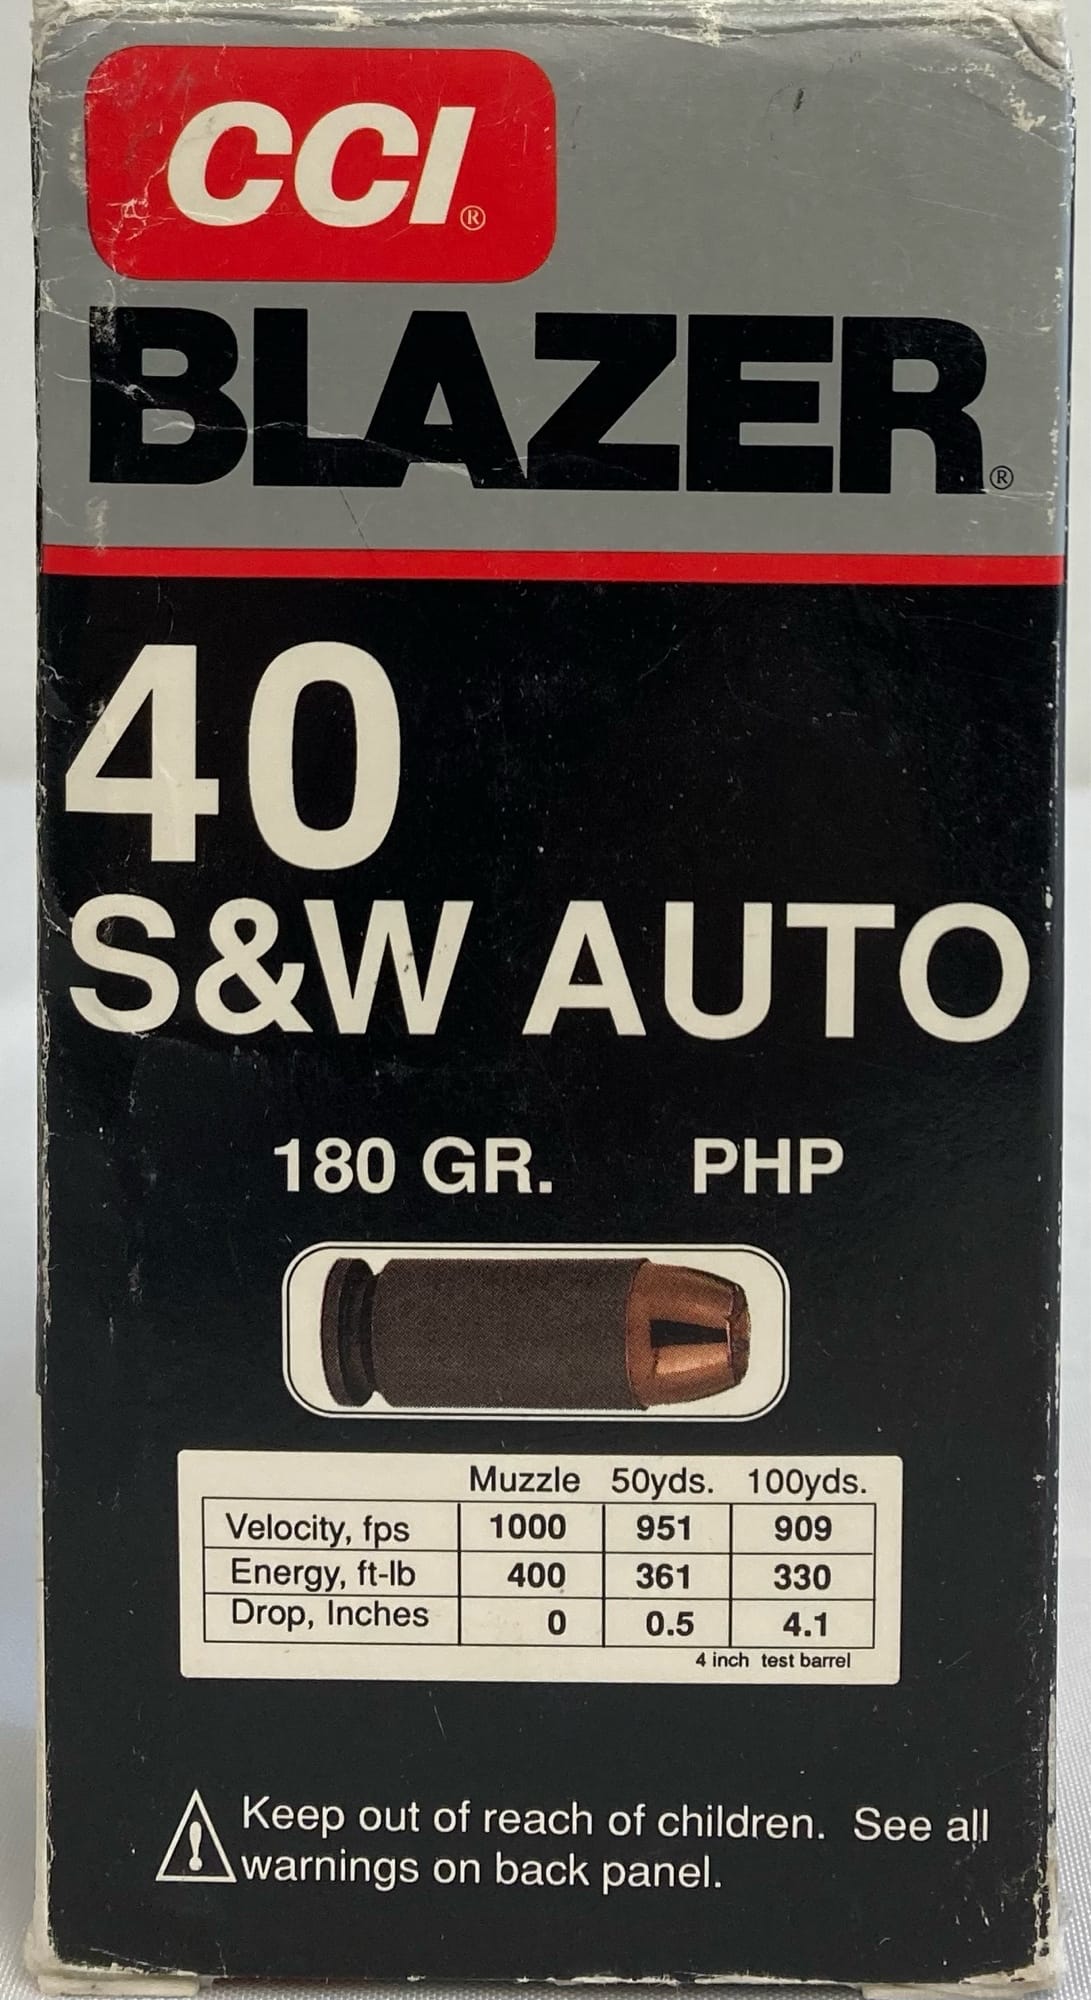 CCI®
BLAZER®
40
S&W AUTO
180 GR. PHP
Muzzle 50yds. 100yds.
Velocity, fps 1000 951 909
Energy, ft-lb 400 361 330
Drop, Inches 0 0.5 4.1
4 inch test barrel
Keep out of reach of children. See all
warnings on back panel.